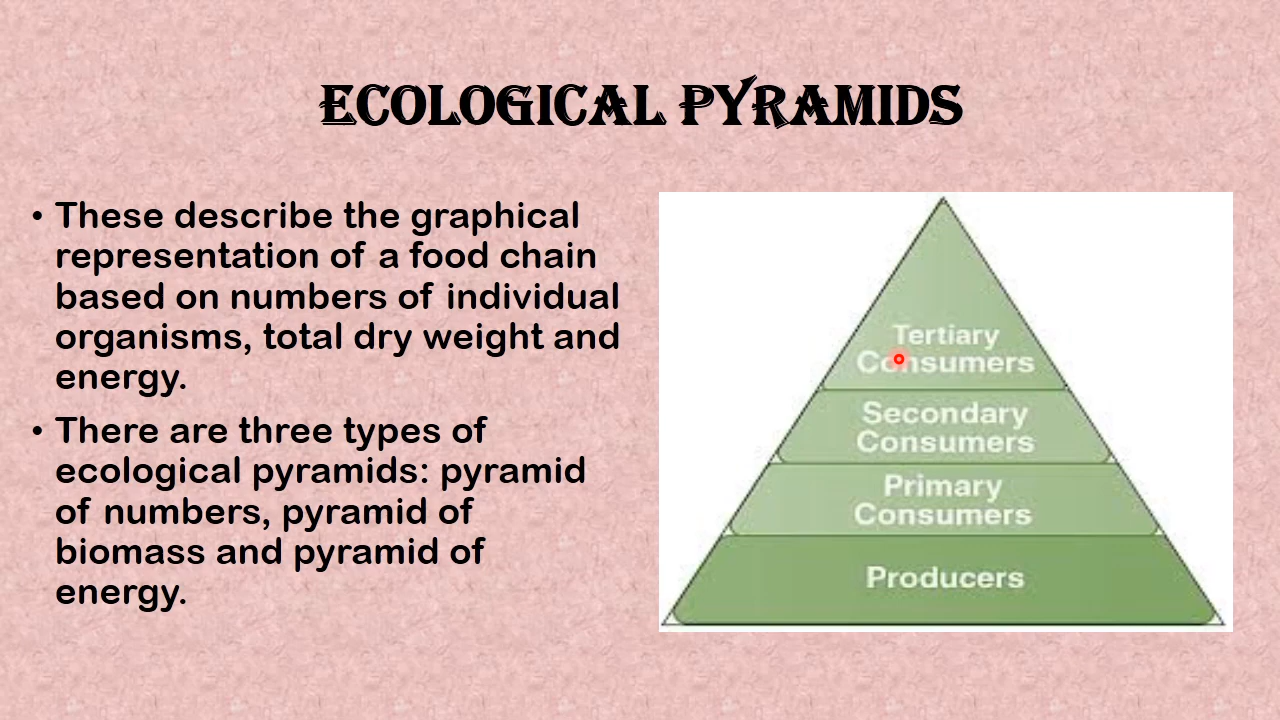 ECOLOGICAL PYRAMIDS
• These describe the graphical
representation of a food chain
based on numbers of individual
organisms, total dry weight and
energy.
• There are three types of
ecological pyramids: pyramid
of numbers, pyramid of
biomass and pyramid of
energy.
Tertiary
Consumers
Secondary
Consumers
Primary
Consumers
Producers